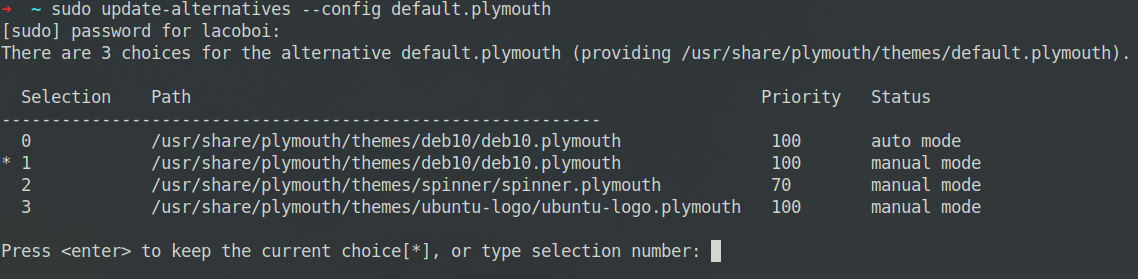 ➜  ~ sudo update-alternatives --config default.plymouth
[sudo] password for lacoboi:
There are 3 choices for the alternative default.plymouth (providing /usr/share/plymouth/themes/default.plymouth).

  Selection    Path                                                         Priority   Status
------------------------------------------------------------
  0            /usr/share/plymouth/themes/deb10/deb10.plymouth               100       auto mode
* 1            /usr/share/plymouth/themes/deb10/deb10.plymouth               100       manual mode
  2            /usr/share/plymouth/themes/spinner/spinner.plymouth           70        manual mode
  3            /usr/share/plymouth/themes/ubuntu-logo/ubuntu-logo.plymouth   100       manual mode

Press <enter> to keep the current choice[*], or type selection number: